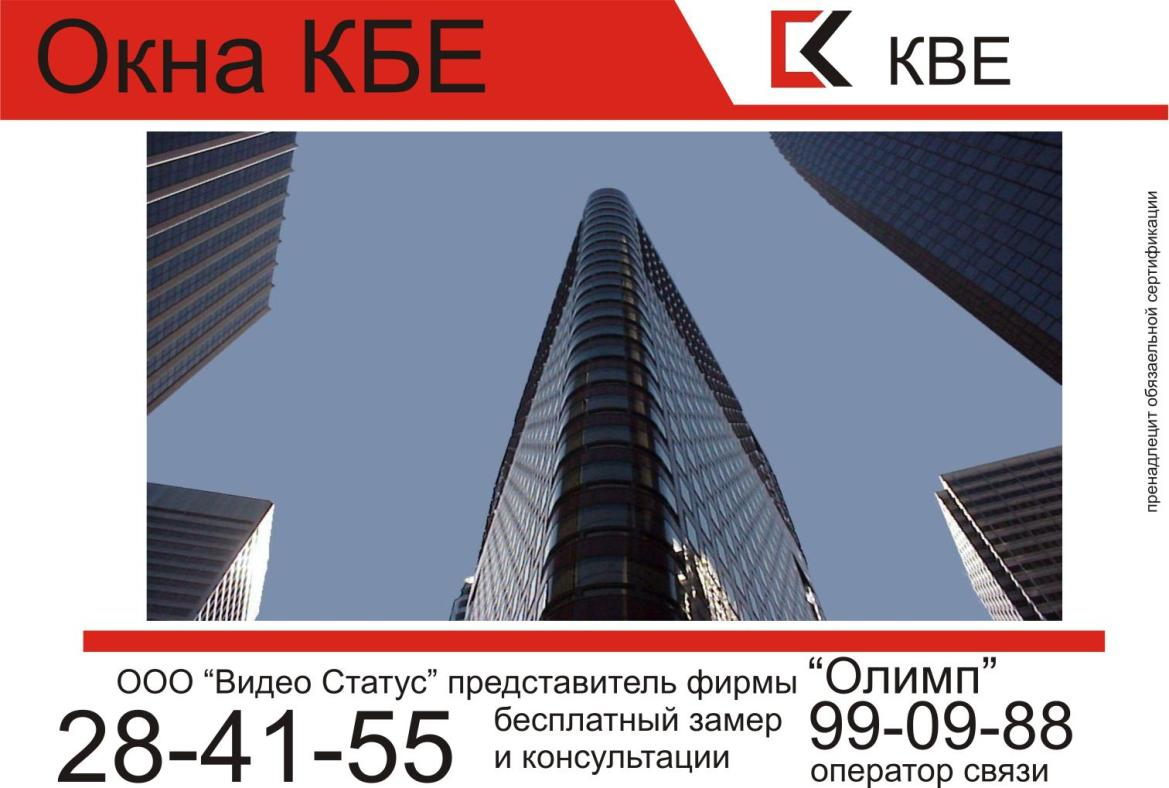 Окна КБЕ
КВЕ
пренадлецит обязаельной сертификации
ООО “Видео Статус” представитель фирмы “Олимп”
28-41-55
бесплатный замер
и консультации
99-09-88
оператор связи